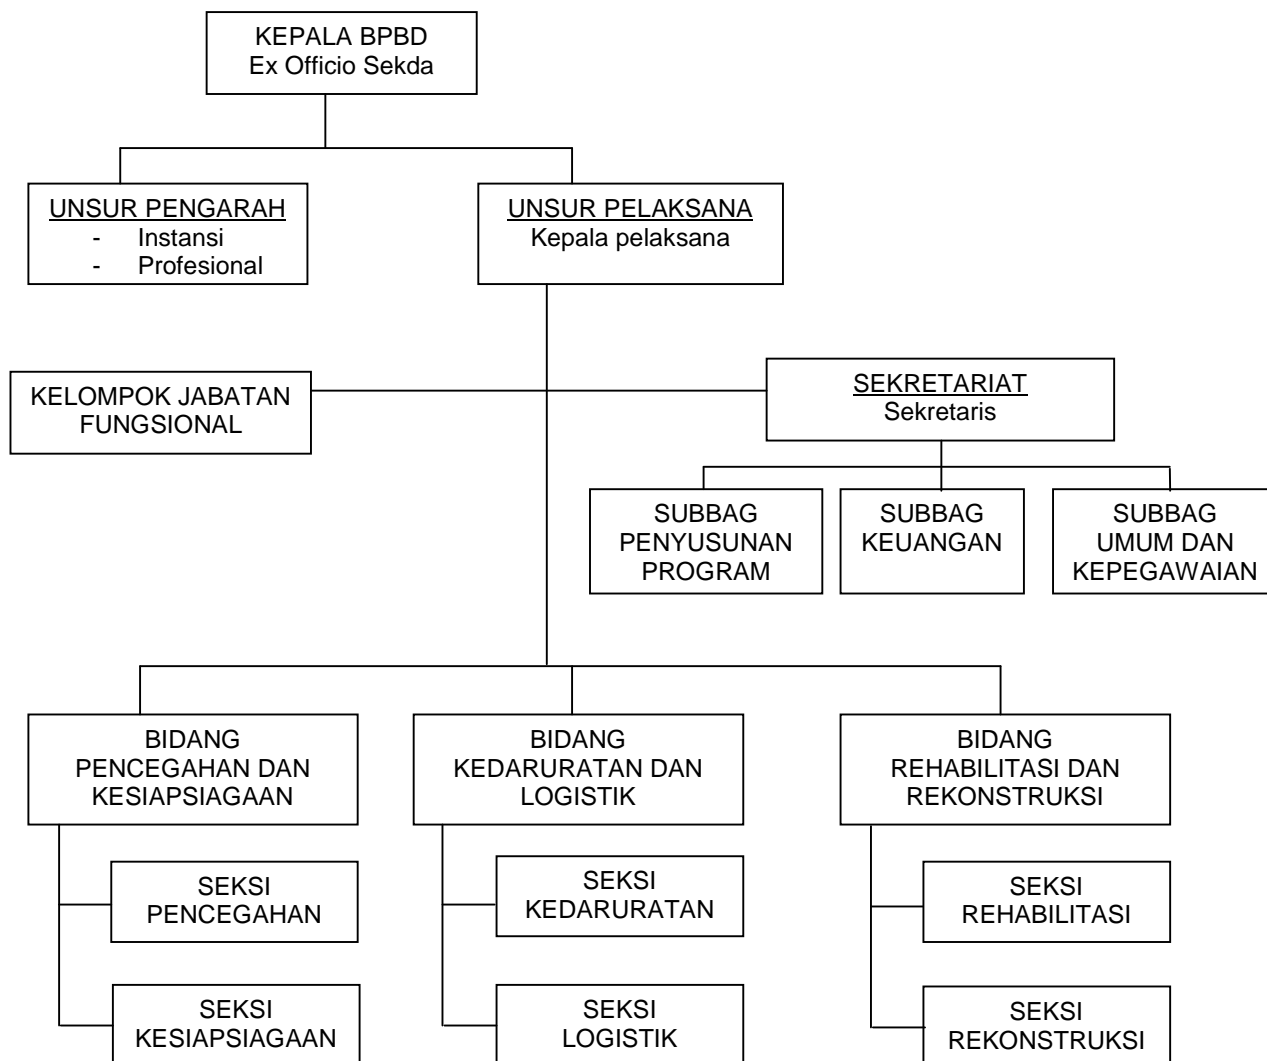 KEPALA BPBD
Ex Officio Sekda
UNSUR PENGARAH
- Instansi
- Profesional
UNSUR PELAKSANA
Kepala pelaksana
KELOMPOK JABATAN
FUNGSIONAL
SEKRETARIAT
Sekretaris
SUBBAG
PENYUSUNAN
PROGRAM
SUBBAG
KEUANGAN
SUBBAG
UMUM DAN
KEPEGAWAIAN
BIDANG
PENCEGAHAN DAN
KESIAPSIAGAAN
BIDANG
KEDARURATAN DAN
LOGISTIK
BIDANG
REHABILITASI DAN
REKONSTRUKSI
SEKSI
PENCEGAHAN
SEKSI
KEDARURATAN
SEKSI
REHABILITASI
SEKSI
KESIAPSIAGAAN
SEKSI
LOGISTIK
SEKSI
REKONSTRUKSI